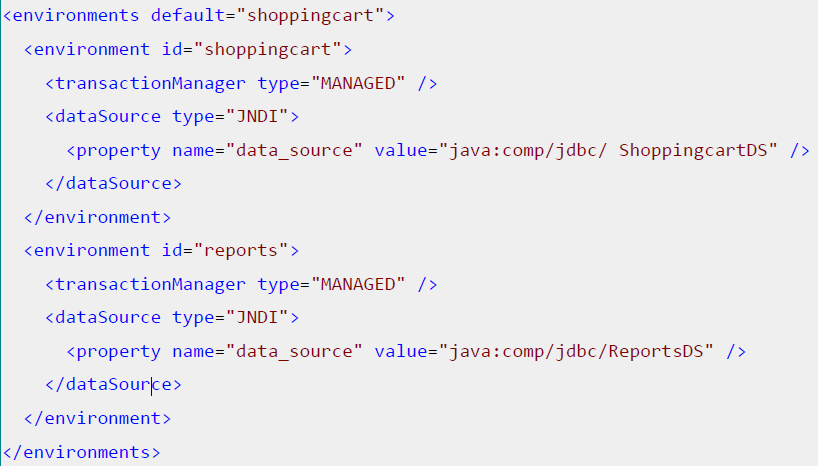 <environments default="shoppingcart">
<environment id="shoppingcart">
<transactionManager type="MANAGED" />
<dataSource type="JNDI">
<property name="data_source" value="java:comp/jdbc/ ShoppingcartDS" />
</dataSource>
</environment>
<environment id="reports">
<transactionManager type="MANAGED" />
<dataSource type="JNDI">
<property name="data_source" value="java:comp/jdbc/ReportsDS" />
</dataSource>
</environment>
</environments>